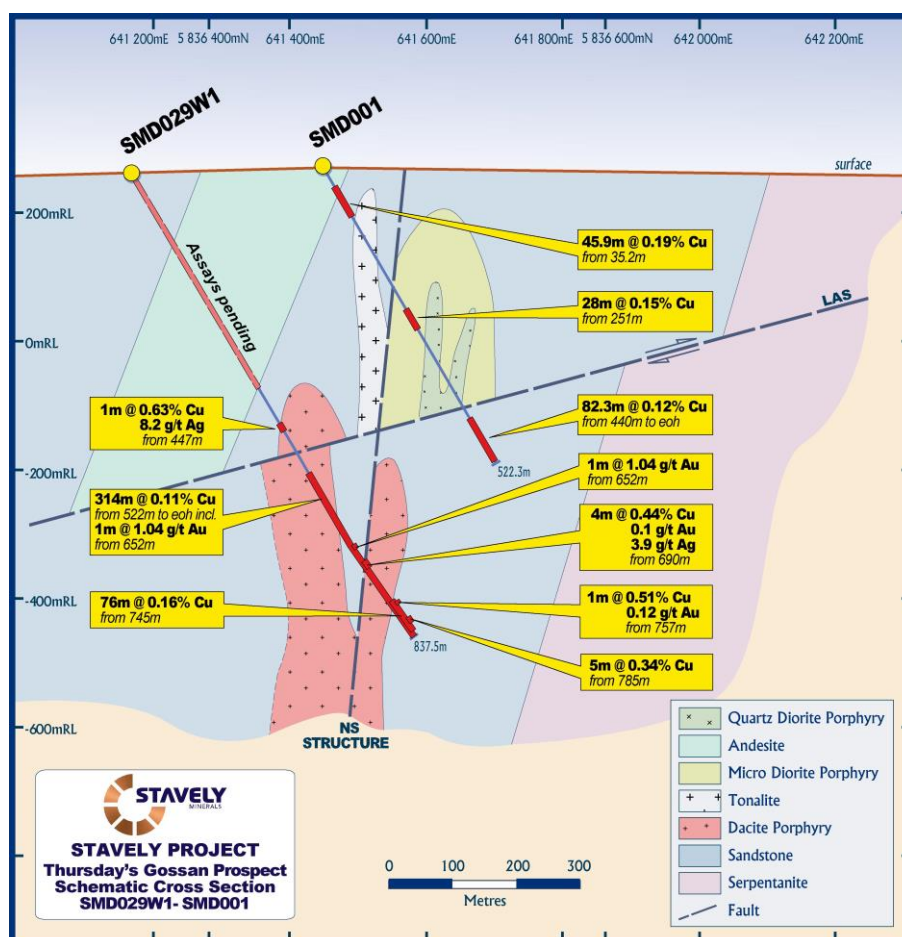 641 200mE
5 836 400mN
641 400mE
641 600mE
641 800mE
5 836 600mN
642 000mE
642 200mE
SMD029W1
SMD001
surface
200mRL
0mRL
-200mRL
-400mRL
-600mRL
Assays pending
LAS
45.9m @ 0.19% Cu
from 35.2m
28m @ 0.15% Cu
from 251m
82.3m @ 0.12% Cu
from 440m to eoh
522.3m
1m @ 0.63% Cu
8.2 g/t Ag
from 447m
1m @ 1.04 g/t Au
from 652m
314m @ 0.11% Cu
from 522m to eoh incl.
1m @ 1.04 g/t Au
from 652m
4m @ 0.44% Cu
0.1 g/t Au
3.9 g/t Ag
from 690m
76m @ 0.16% Cu
from 745m
1m @ 0.51% Cu
0.12 g/t Au
from 757m
5m @ 0.34% Cu
from 785m
837.5m
NS
STRUCTURE
STAVELY
MINERALS
STAVELY PROJECT
Thursday's Gossan Prospect
Schematic Cross Section
SMD029W1- SMD001
0 100 200 300
Metres
Quartz Diorite Porphyry
Andesite
Micro Diorite Porphyry
Tonalite
Dacite Porphyry
Sandstone
Serpentanite
Fault